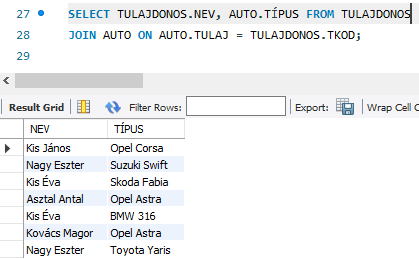 27 SELECT TULAJDONOS.NEV, AUTO.TÍPUS FROM TULAJDONOS
28 JOIN AUTO ON AUTO.TULAJ = TULAJDONOS.TKOD;
29
Result Grid Filter Rows: Export: Wrap Cell C
NEV TÍPUS
Kis János Opel Corsa
Nagy Eszter Suzuki Swift
Kis Éva Skoda Fabia
Asztal Antal Opel Astra
Kis Éva BMW 316
Kovács Magor Opel Astra
Nagy Eszter Toyota Yaris